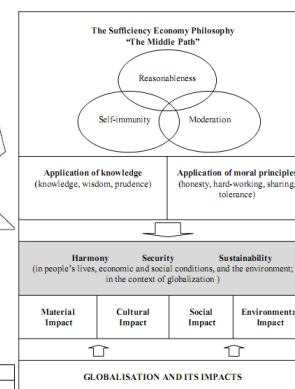 The Sufficiency Economy Philosophy
“The Middle Path”
Reasonableness
Self-immunity
Moderation
Application of knowledge
(knowledge, wisdom, prudence)
Application of moral principles
(honesty, hard-working, sharing,
tolerance)
Harmony Security Sustainability
(in people’s lives, economic and social conditions, and the environment;
in the context of globalization )
Material
Impact
Cultural
Impact
Social
Impact
Environmental
Impact
GLOBALISATION AND ITS IMPACTS